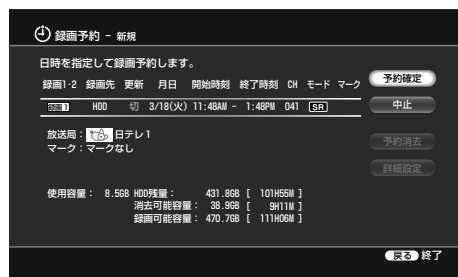 録画予約 - 新規
日時を指定して録画予約します。
録画1・2 録画先 更新 月日 開始時刻 終了時刻 CH モード マーク
予約確定
録画1 HDD 切 3/18(火) 11:48AM - 1:48PM 041 SR
中止
放送局： 日テレ1
マーク：マークなし
予約消去
詳細設定
使用容量： 8.5GB HDD残量： 431.8GB [ 101H55M ]
消去可能容量： 38.9GB [ 9H11M ]
録画可能容量： 470.7GB [ 111H06M ]
戻る 終了